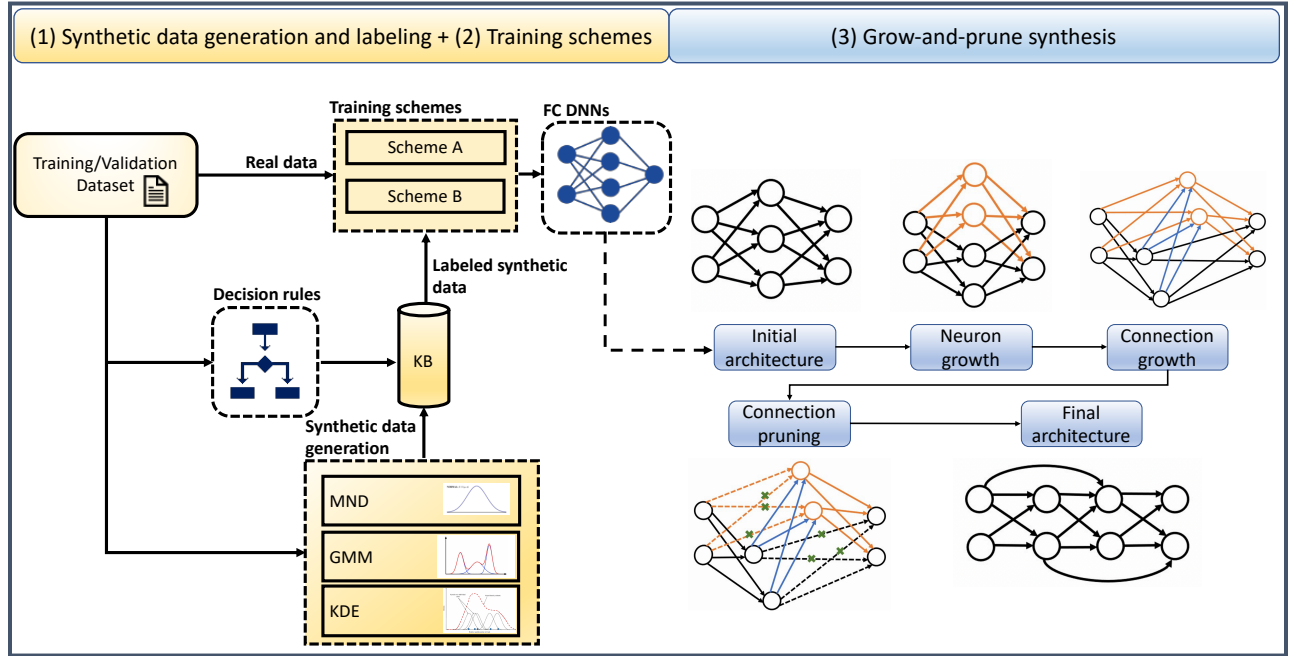 (1) Synthetic data generation and labeling + (2) Training schemes
(3) Grow-and-prune synthesis
Training schemes
FC DNNs
Training/Validation
Dataset
Real data
Scheme A
Scheme B
Labeled synthetic
data
Decision rules
KB
Synthetic data
generation
MND
GMM
KDE
Initial
architecture
Neuron
growth
Connection
growth
Connection
pruning
Final
architecture